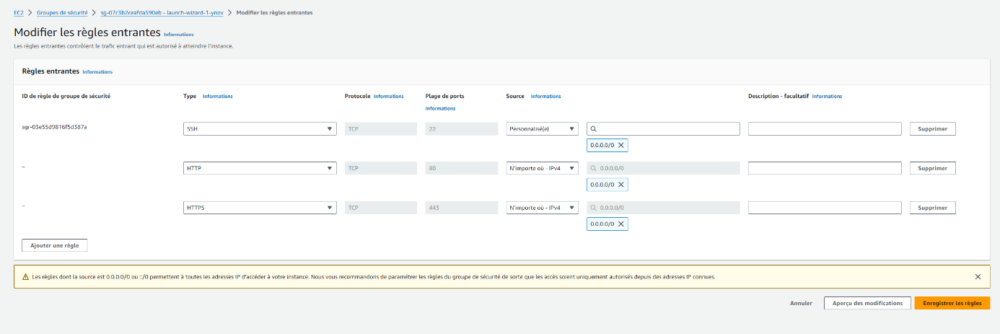 EC2 > Groupes de sécurité > sg-07c3b2ceafda590eb - launch-wizard-1-ynov > Modifier les règles entrantes
Modifier les règles entrantes Informations
Les règles entrantes contrôlent le trafic entrant qui est autorisé à atteindre l'instance.
Règles entrantes Informations
ID de règle de groupe de sécurité Type Informations Protocole Informations Plage de ports Source Informations Description - facultatif Informations
Informations
sgr-03e55d9816f5d387a SSH TCP 22 Personnalisé(e) Supprimer
0.0.0.0/0
– HTTP TCP 80 N'importe où - IPv4 0.0.0.0/0 Supprimer
0.0.0.0/0
– HTTPS TCP 443 N'importe où - IPv4 0.0.0.0/0 Supprimer
0.0.0.0/0
Ajouter une règle
Les règles dont la source est 0.0.0.0/0 ou ::/0 permettent à toutes les adresses IP d'accéder à votre instance. Nous vous recommandons de paramétrer les règles du groupe de sécurité de sorte que les accès soient uniquement autorisés depuis des adresses IP connues.
Annuler Aperçu des modifications Enregistrer les règles